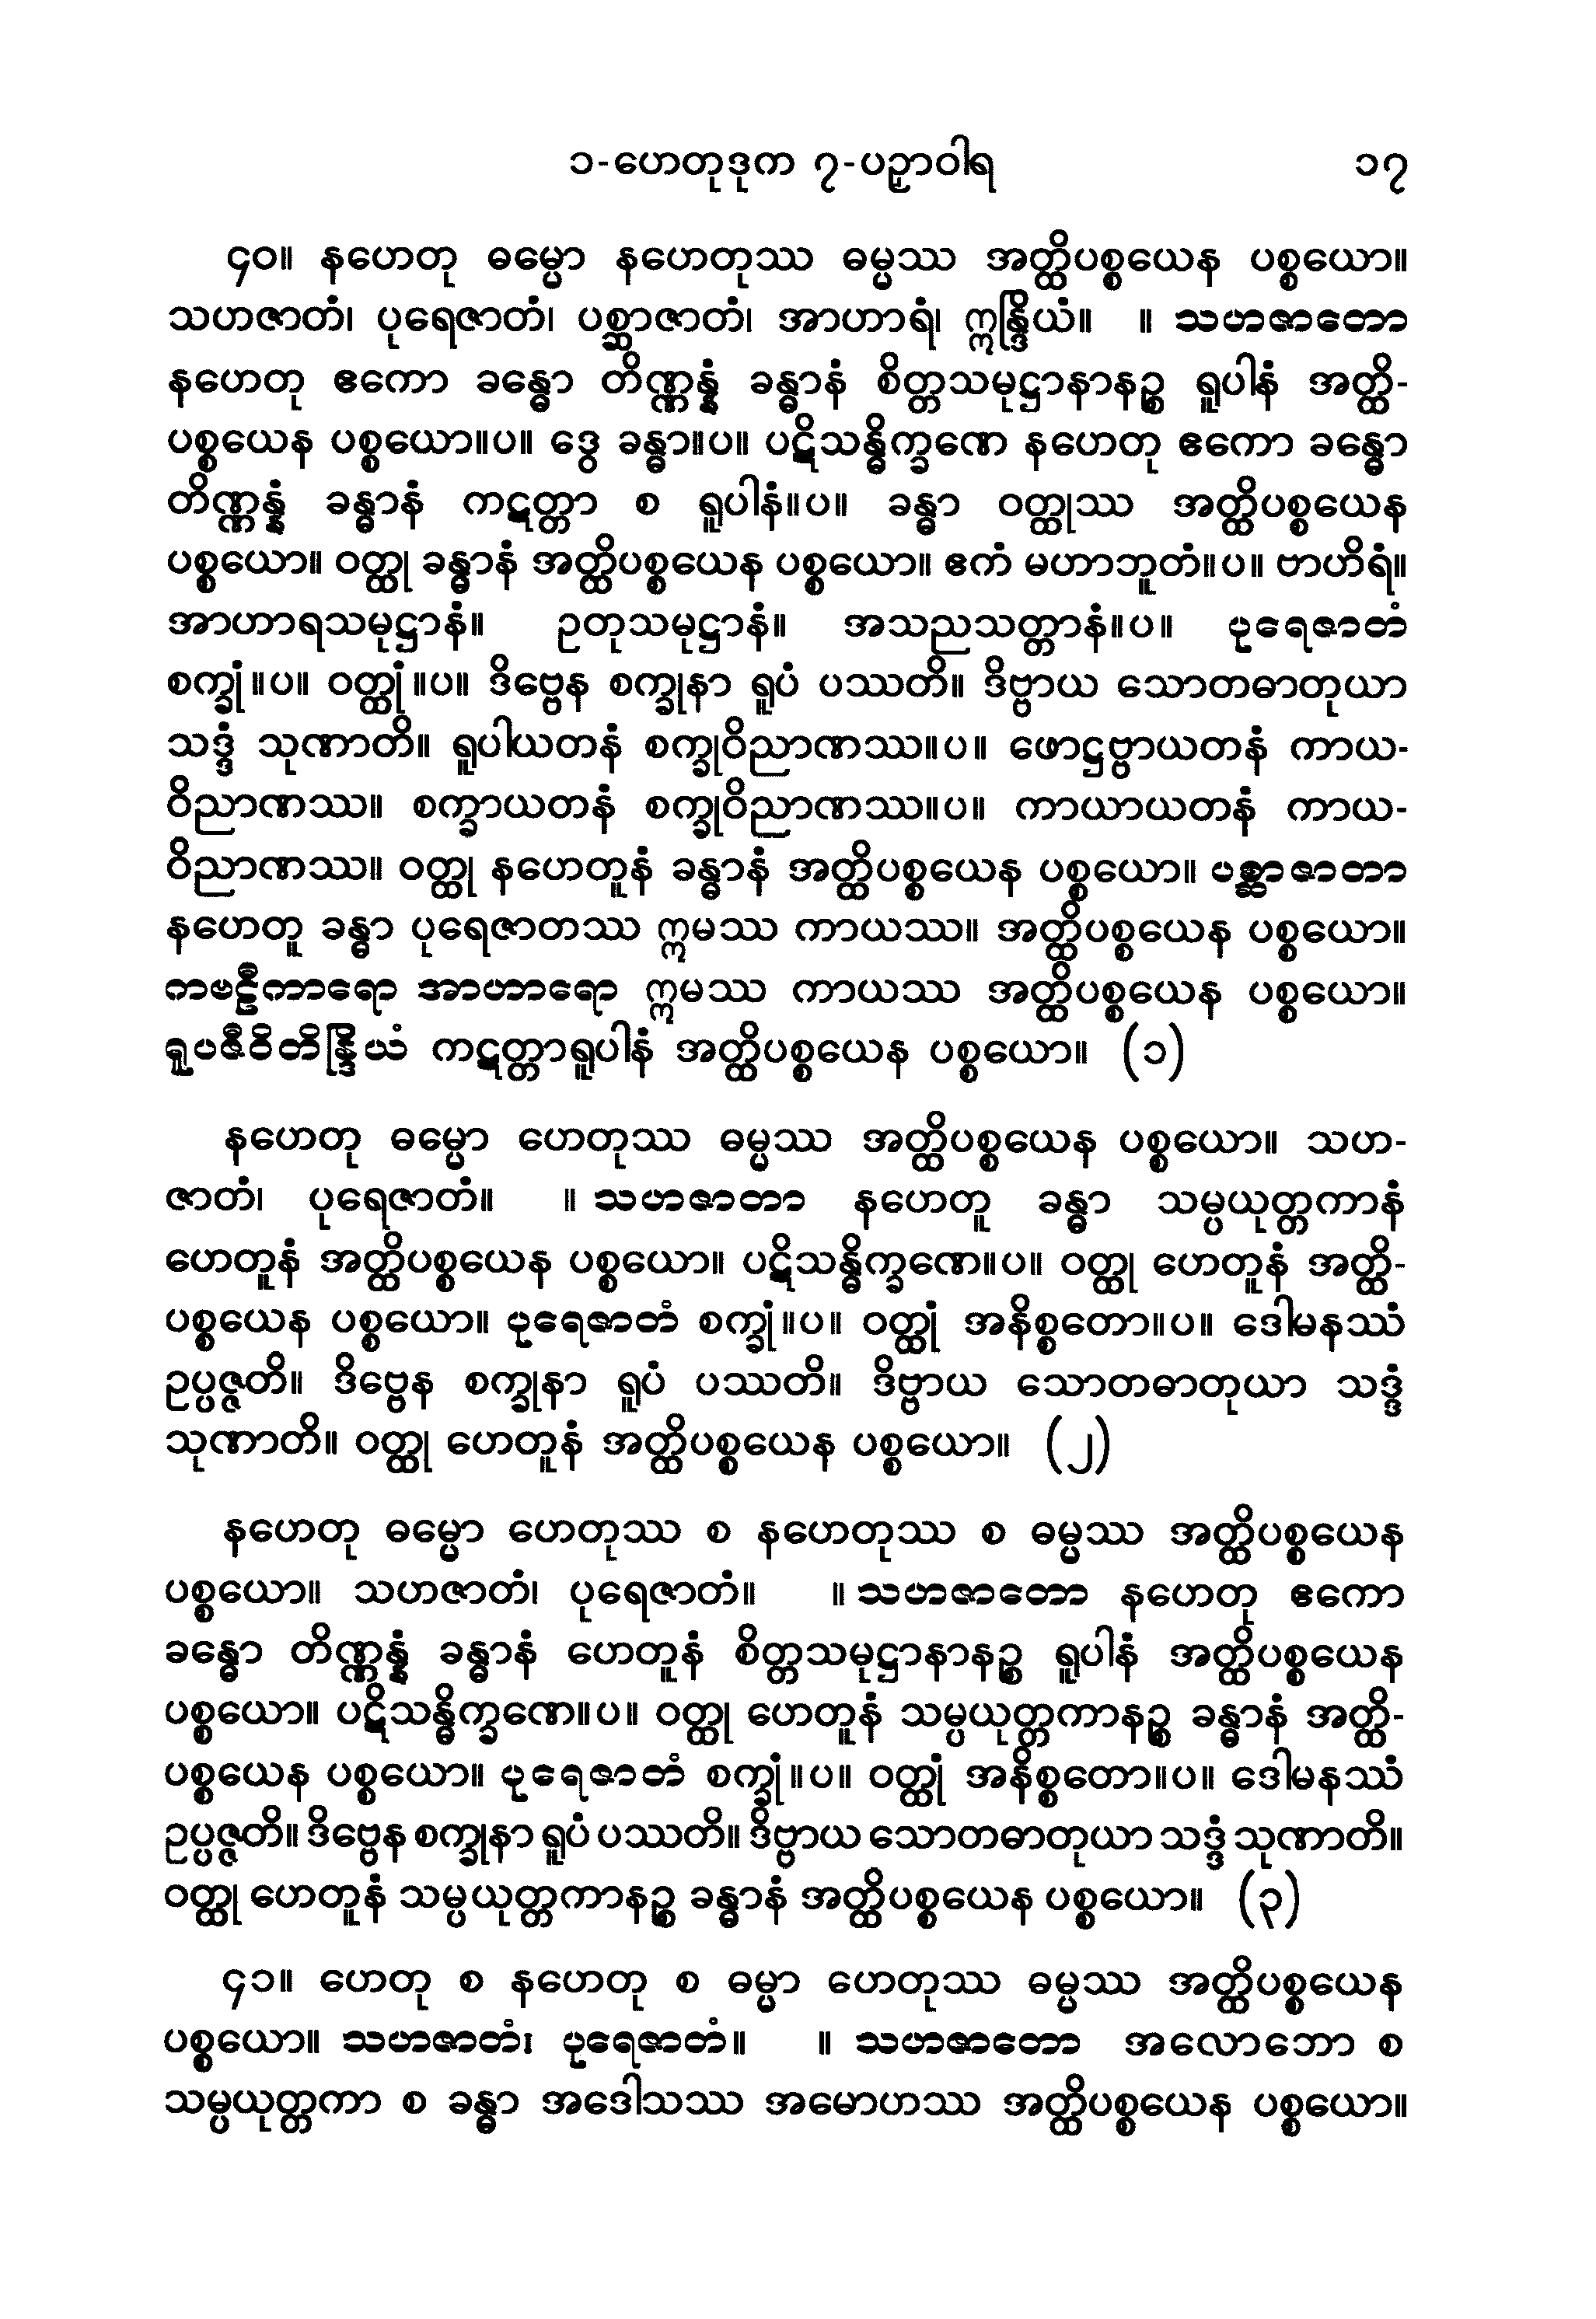 ၁-ဟေတုဒုက ၇-ပဉှာဝါရ ၁၇
၄၀။ နဟေတု ဓမ္မော နဟေတုဿ ဓမ္မဿ အတ္ထိပစ္စယေန ပစ္စယော။
သဟဇာတံ၊ ပုရေဇာတံ၊ ပစ္ဆာဇာတံ၊ အာဟာရံ၊ ဣန္ဒြိယံ။ ။ သဟဇာတော
နဟေတု ဧကော ခန္ဓော တိဏ္ဏန္နံ ခန္ဓာနံ စိတ္တသမုဋ္ဌာနာနဉ္စ ရူပါနံ အတ္ထိ-
ပစ္စယေန ပစ္စယော။ပ။ ဒွေ ခန္ဓာ။ပ။ ပဋိသန္ဓိက္ခဏေ နဟေတု ဧကော ခန္ဓော
တိဏ္ဏန္နံ ခန္ဓာနံ ကဋတ္တာ စ ရူပါနံ။ပ။ ခန္ဓာ ဝတ္ထုဿ အတ္ထိပစ္စယေန
ပစ္စယော။ ဝတ္ထု ခန္ဓာနံ အတ္ထိပစ္စယေန ပစ္စယော။ ဧကံ မဟာဘူတံ။ပ။ ဗာဟိရံ။
အာဟာရသမုဋ္ဌာနံ။ ဥတုသမုဋ္ဌာနံ။ အသညသတ္တာနံ။ပ။ ပုရေဇာတံ
စက္ခုံ။ပ။ ဝတ္ထုံ။ပ။ ဒိဗ္ဗေန စက္ခုနာ ရူပံ ပဿတိ။ ဒိဗ္ဗာယ သောတဓာတုယာ
သဒ္ဒံ သုဏာတိ။ ရူပါယတနံ စက္ခုဝိညာဏဿ။ပ။ ဖောဋ္ဌဗ္ဗာယတနံ ကာယ-
ဝိညာဏဿ။ စက္ခာယတနံ စက္ခုဝိညာဏဿ။ပ။ ကာယာယတနံ ကာယ-
ဝိညာဏဿ။ ဝတ္ထု နဟေတူနံ ခန္ဓာနံ အတ္ထိပစ္စယေန ပစ္စယော။ ပစ္ဆာဇာတာ
နဟေတူ ခန္ဓာ ပုရေဇာတဿ ဣမဿ ကာယဿ။ အတ္ထိပစ္စယေန ပစ္စယော။
ကဗဠီကာရော အာဟာရော ဣမဿ ကာယဿ အတ္ထိပစ္စယေန ပစ္စယော။
ရူပဇီဝိတိန္ဒြိယံ ကဋတ္တာရူပါနံ အတ္ထိပစ္စယေန ပစ္စယော။ (၁)
နဟေတု ဓမ္မော ဟေတုဿ ဓမ္မဿ အတ္ထိပစ္စယေန ပစ္စယော။ သဟ-
ဇာတံ၊ ပုရေဇာတံ။ ။ သဟဇာတာ နဟေတူ ခန္ဓာ သမ္ပယုတ္တကာနံ
ဟေတူနံ အတ္ထိပစ္စယေန ပစ္စယော။ ပဋိသန္ဓိက္ခဏေ။ပ။ ဝတ္ထု ဟေတူနံ အတ္ထိ-
ပစ္စယေန ပစ္စယော။ ပုရေဇာတံ စက္ခုံ။ပ။ ဝတ္ထုံ အနိစ္စတော။ပ။ ဒေါမနဿံ
ဥပ္ပဇ္ဇတိ။ ဒိဗ္ဗေန စက္ခုနာ ရူပံ ပဿတိ။ ဒိဗ္ဗာယ သောတဓာတုယာ သဒ္ဒံ
သုဏာတိ။ ဝတ္ထု ဟေတူနံ အတ္ထိပစ္စယေန ပစ္စယော။ (၂)
နဟေတု ဓမ္မော ဟေတုဿ စ နဟေတုဿ စ ဓမ္မဿ အတ္ထိပစ္စယေန
ပစ္စယော။ သဟဇာတံ၊ ပုရေဇာတံ။ ။ သဟဇာတော နဟေတု ဧကော
ခန္ဓော တိဏ္ဏန္နံ ခန္ဓာနံ ဟေတူနံ စိတ္တသမုဋ္ဌာနာနဉ္စ ရူပါနံ အတ္ထိပစ္စယေန
ပစ္စယော။ ပဋိသန္ဓိက္ခဏေ။ပ။ ဝတ္ထု ဟေတူနံ သမ္ပယုတ္တကာနဉ္စ ခန္ဓာနံ အတ္ထိ-
ပစ္စယေန ပစ္စယော။ ပုရေဇာတံ စက္ခုံ။ပ။ ဝတ္ထုံ အနိစ္စတော။ပ။ ဒေါမနဿံ
ဥပ္ပဇ္ဇတိ။ ဒိဗ္ဗေန စက္ခုနာ ရူပံ ပဿတိ။ ဒိဗ္ဗာယ သောတဓာတုယာ သဒ္ဒံ သုဏာတိ။
ဝတ္ထု ဟေတူနံ သမ္ပယုတ္တကာနဉ္စ ခန္ဓာနံ အတ္ထိပစ္စယေန ပစ္စယော။ (၃)
၄၁။ ဟေတု စ နဟေတု စ ဓမ္မာ ဟေတုဿ ဓမ္မဿ အတ္ထိပစ္စယေန
ပစ္စယော။ သဟဇာတံ၊ ပုရေဇာတံ။ ။ သဟဇာတော အလောဘော စ
သမ္ပယုတ္တကာ စ ခန္ဓာ အဒေါသဿ အမောဟဿ အတ္ထိပစ္စယေန ပစ္စယော။